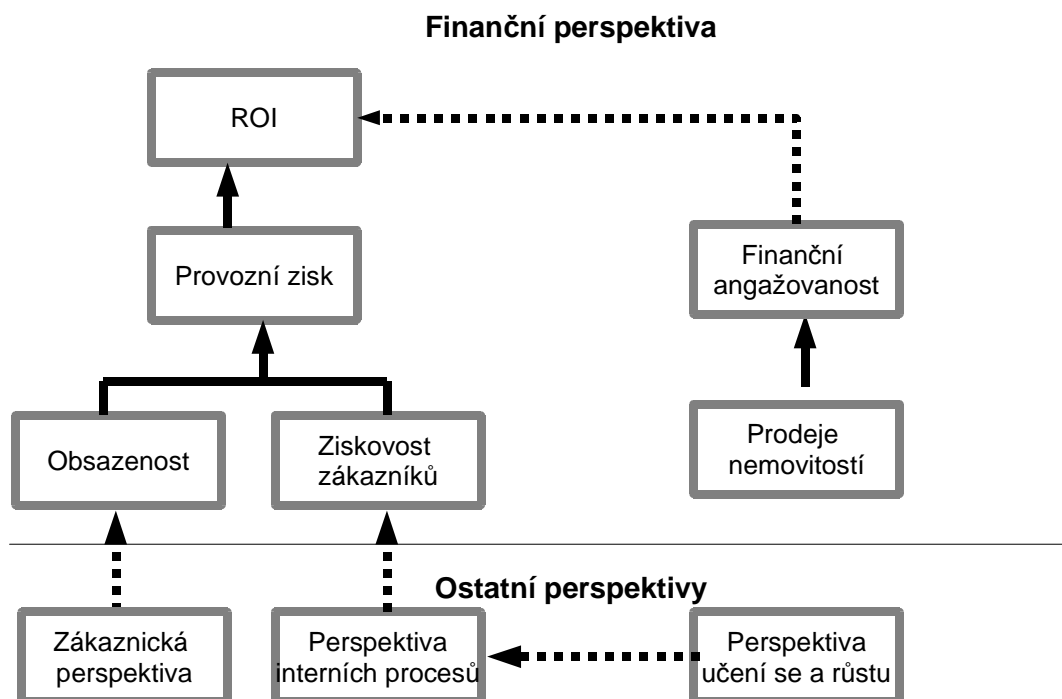 Finanční perspektiva
ROI
Provozní zisk
Finanční
angažovanost
Obsazenost
Ziskovost
zákazníků
Prodeje
nemovitostí
Ostatní perspektivy
Zákaznická
perspektiva
Perspektiva
interních procesů
Perspektiva
učení se a růstu